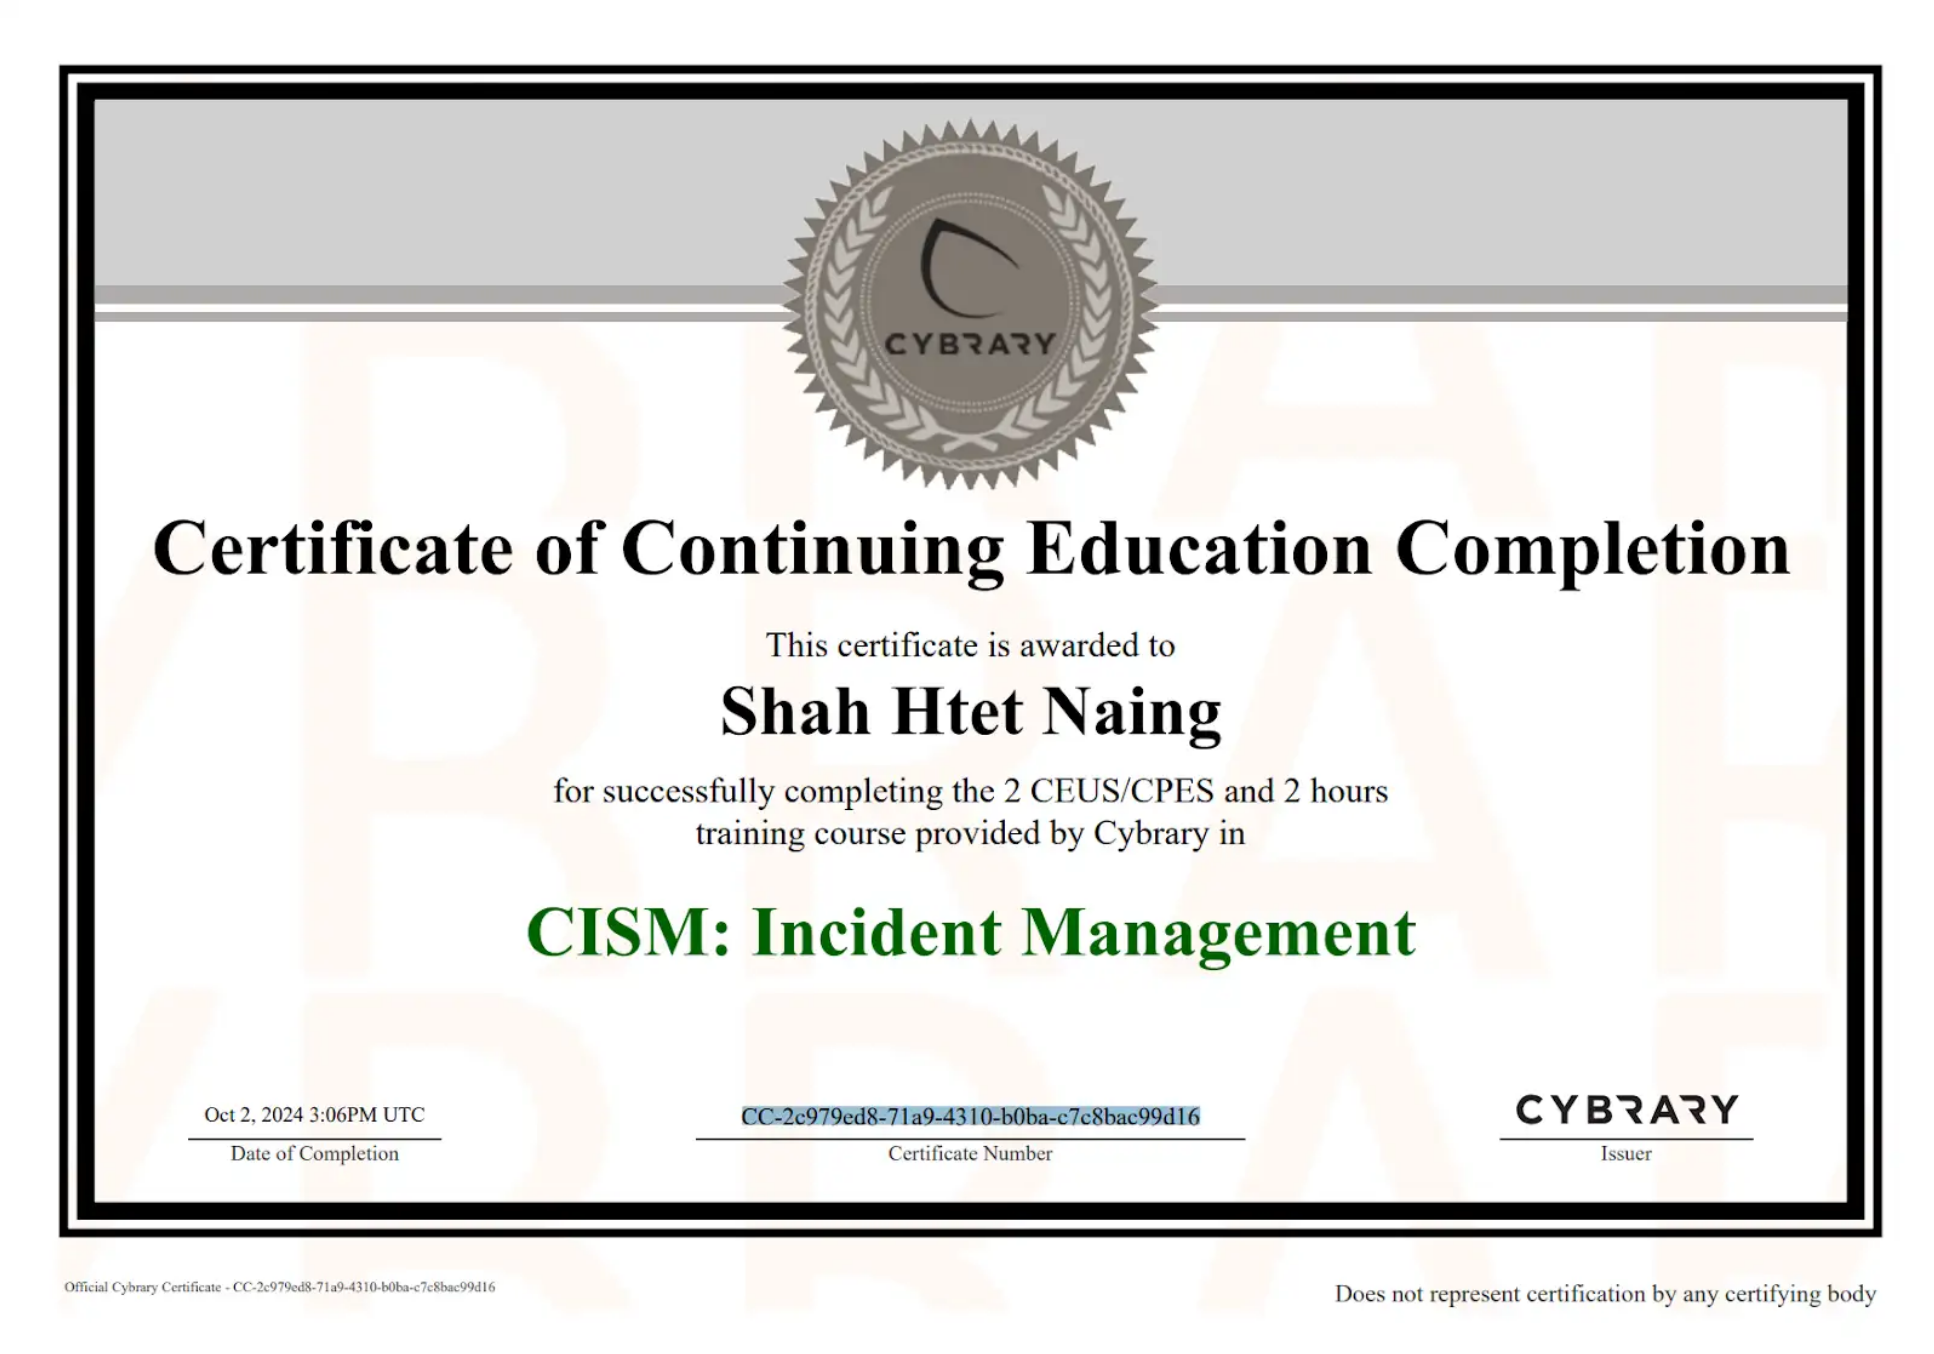 CYBRARY
Certificate of Continuing Education Completion
This certificate is awarded to
Shah Htet Naing
for successfully completing the 2 CEUS/CPES and 2 hours
training course provided by Cybrary in
CISM: Incident Management
Oct 2, 2024 3:06PM UTC
Date of Completion
CC-2c979ed8-71a9-4310-b0ba-c7c8bac99d16
Certificate Number
CYBRARY
Issuer
Official Cybrary Certificate - CC-2c979ed8-71a9-4310-b0ba-c7c8bac99d16
Does not represent certification by any certifying body